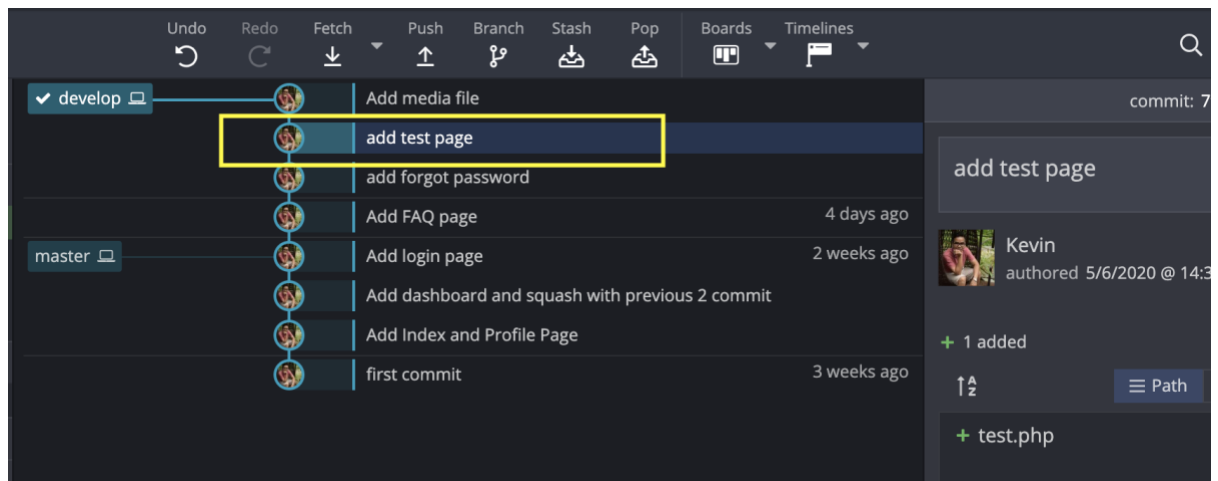 Undo Redo Fetch Push Branch Stash Pop Boards Timelines
develop Add media file
commit: 7
add test page
add test page
add forgot password
Add FAQ page 4 days ago
Kevin
master Add login page 2 weeks ago
authored 5/6/2020 @ 14:3
Add dashboard and squash with previous 2 commit
Add Index and Profile Page
+ 1 added
first commit 3 weeks ago
Path
+ test.php